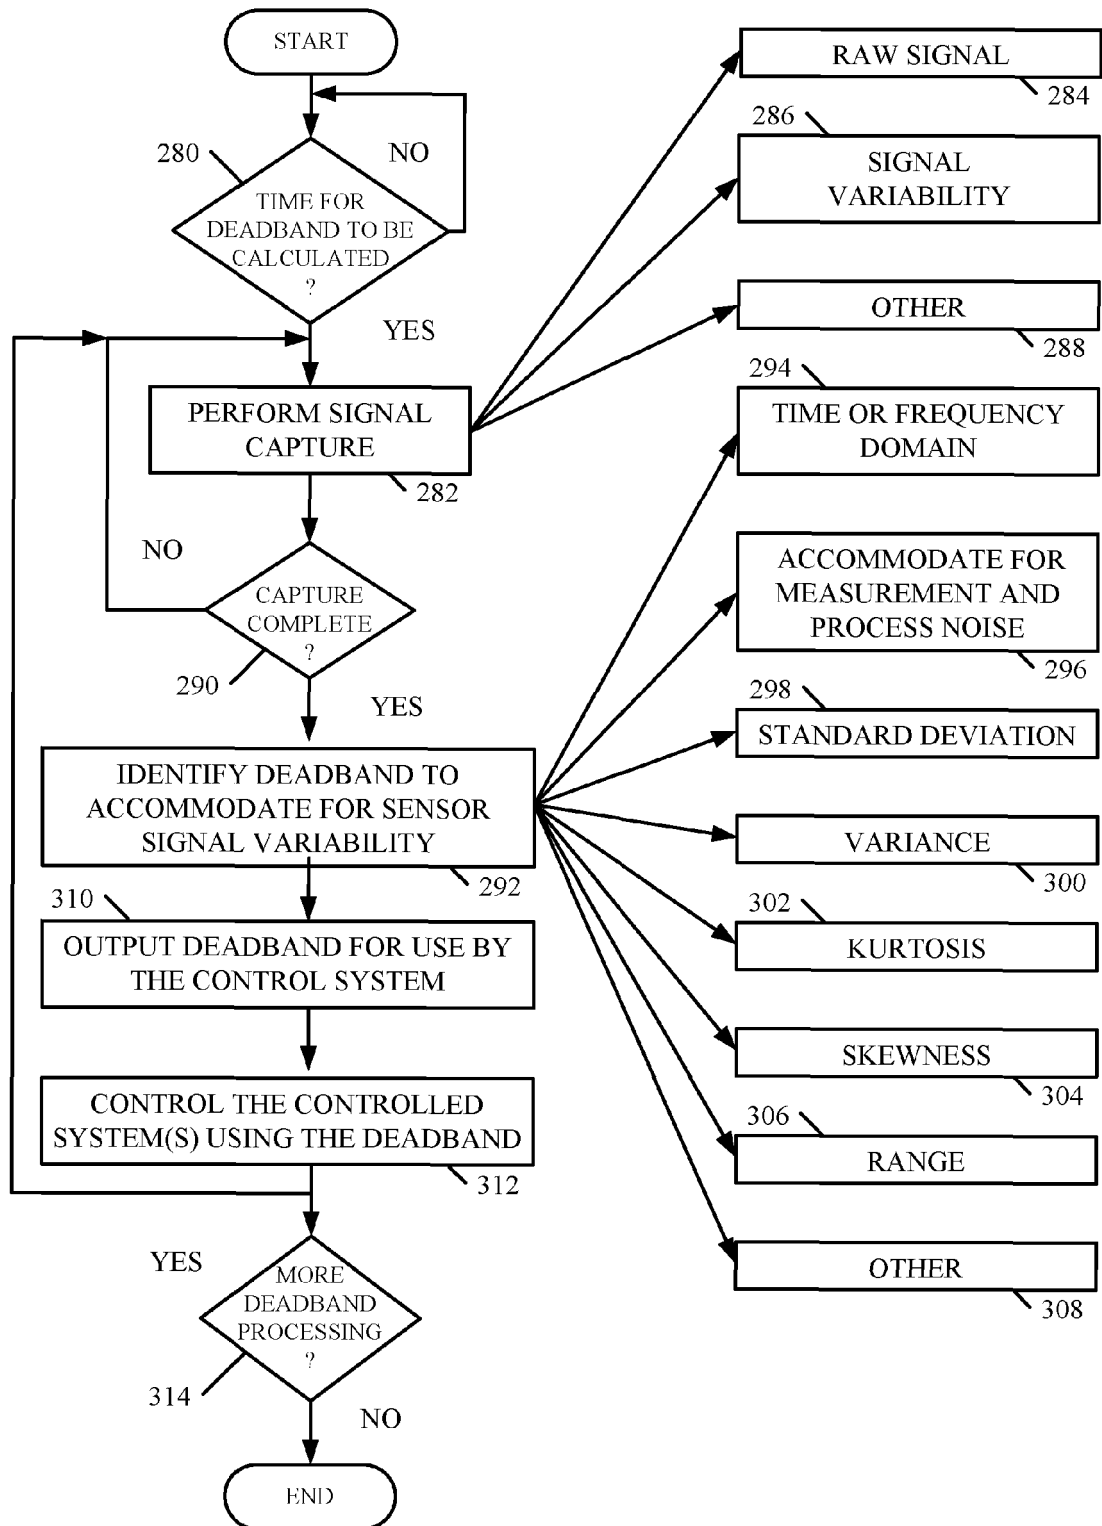 START
280
NO
TIME FOR
DEADBAND TO BE
CALCULATED
?
YES
PERFORM SIGNAL
CAPTURE
282
NO
CAPTURE
COMPLETE
?
290
YES
IDENTIFY DEADBAND TO
ACCOMMODATE FOR SENSOR
SIGNAL VARIABILITY
292
310
OUTPUT DEADBAND FOR USE BY
THE CONTROL SYSTEM
CONTROL THE CONTROLLED
SYSTEM(S) USING THE DEADBAND
312
YES
MORE
DEADBAND
PROCESSING
?
314
NO
END
RAW SIGNAL
284
286
SIGNAL
VARIABILITY
OTHER
288
294
TIME OR FREQUENCY
DOMAIN
ACCOMMODATE FOR
MEASUREMENT AND
PROCESS NOISE
296
298
STANDARD DEVIATION
VARIANCE
300
302
KURTOSIS
SKEWNESS
304
306
RANGE
OTHER
308